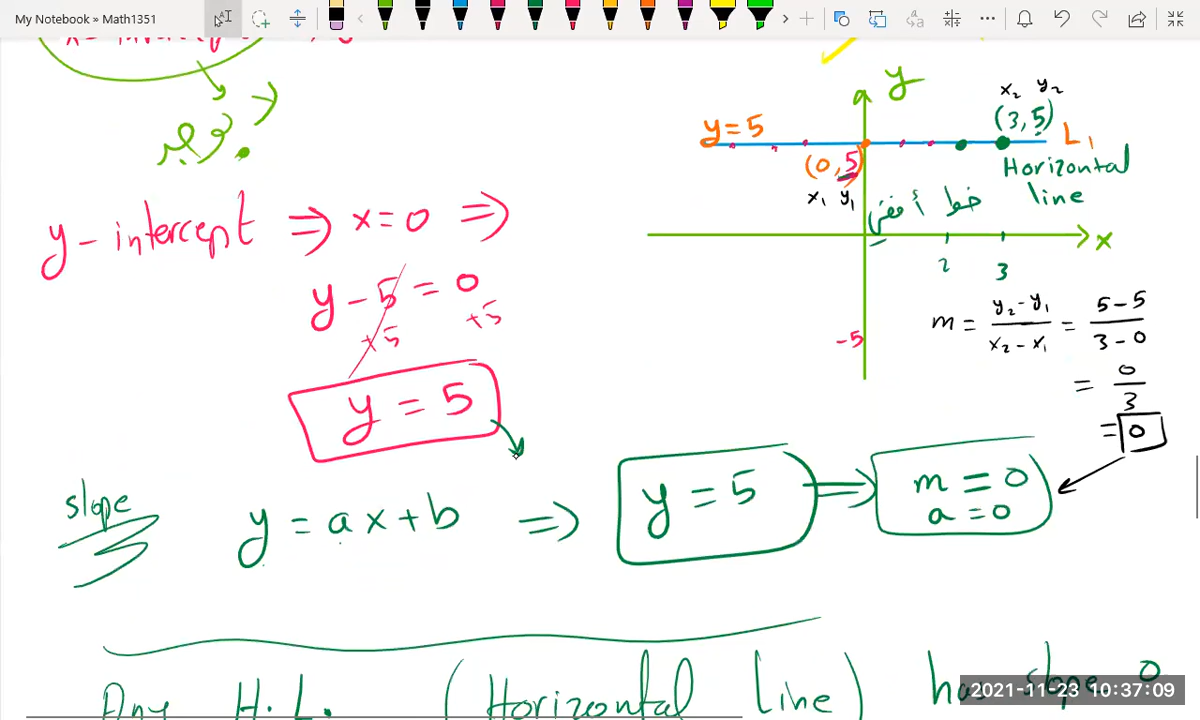 My Notebook » Math1351
y
x₂ y₂
(3,5)
y=5
L₁
(0,5)
x₁ y₁
Horizontal
line
خط أفقي
x
2
3
-5
y-intercept ⇒ x=0 ⇒
y - 5 = 0
+5 +5
y = 5
m = (y₂-y₁)/(x₂-x₁) = (5-5)/(3-0)
= 0/3
= 0
slope
y = ax+b ⇒ y=5 ⇒ m=0
a=0
Any H.L. (Horizontal Line) has slope 0
2021-11-23 10:37:09